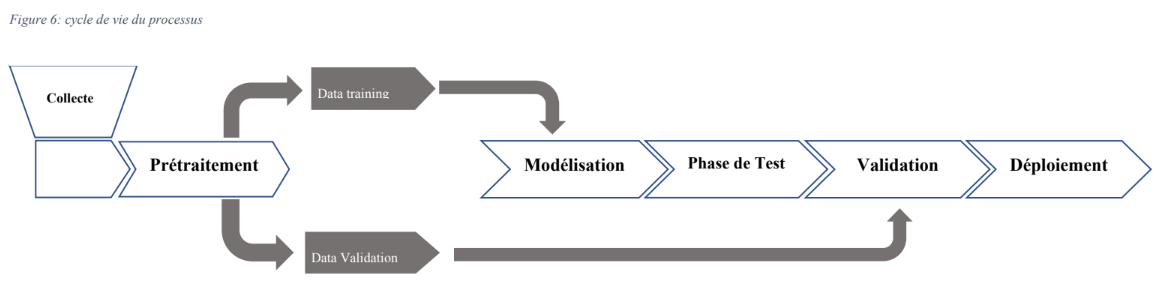 Figure 6: cycle de vie du processus
Collecte
Data training
Prétraitement
Modélisation
Phase de Test
Validation
Déploiement
Data Validation